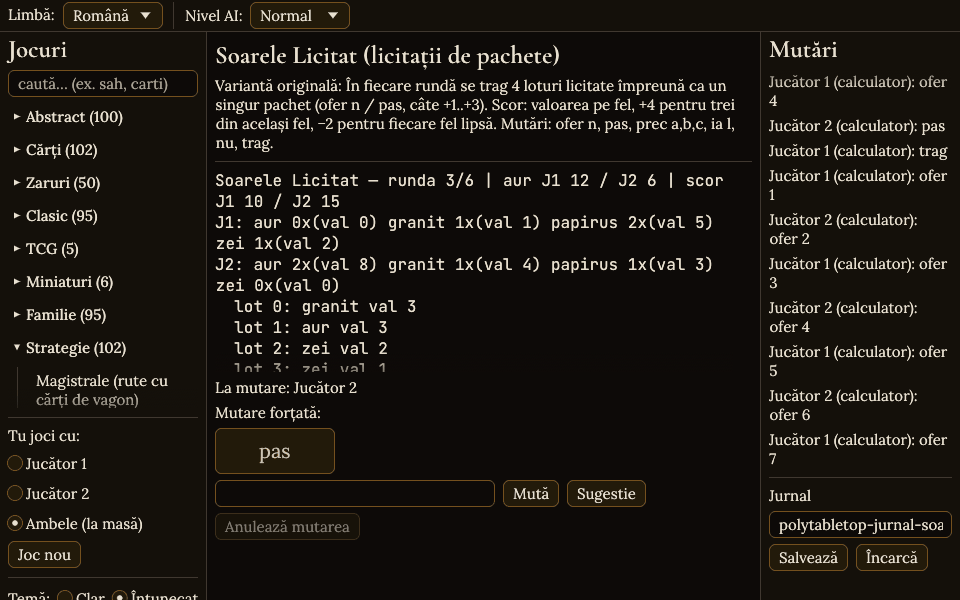 Limbă:
Română
Nivel AI:
Normal
Jocuri
caută... (ex. sah, carti)
Abstract (100)
Cărți (102)
Zaruri (50)
Clasic (95)
TCG (5)
Miniaturi (6)
Familie (95)
Strategie (102)
Magistrale (rute cu
cărți de vagon)
Tu joci cu:
Jucător 1
Jucător 2
Ambele (la masă)
Joc nou
Temă:
Clar
Întunecat
Soarele Licitat (licitații de pachete)
Variantă originală: În fiecare rundă se trag 4 loturi licitate împreună ca un
singur pachet (ofer n / pas, câte +1..+3). Scor: valoarea pe fel, +4 pentru trei
din același fel, −2 pentru fiecare fel lipsă. Mutări: ofer n, pas, prec a,b,c, ia l,
nu, trag.
Soarele Licitat — runda 3/6 | aur J1 12 / J2 6 | scor
J1 10 / J2 15
J1: aur 0x(val 0) granit 1x(val 1) papirus 2x(val 5)
zei 1x(val 2)
J2: aur 2x(val 8) granit 1x(val 4) papirus 1x(val 3)
zei 0x(val 0)
lot 0: granit val 3
lot 1: aur val 3
lot 2: zei val 2
lot 3: zei val 1
La mutare: Jucător 2
Mutare forțată:
pas
Mută
Sugestie
Anulează mutarea
Mutări
Jucător 1 (calculator): ofer
4
Jucător 2 (calculator): pas
Jucător 1 (calculator): trag
Jucător 1 (calculator): ofer
1
Jucător 2 (calculator):
ofer 2
Jucător 1 (calculator): ofer
3
Jucător 2 (calculator):
ofer 4
Jucător 1 (calculator): ofer
5
Jucător 2 (calculator):
ofer 6
Jucător 1 (calculator): ofer
7
Jurnal
polytabletop-jurnal-soa
Salvează
Încarcă